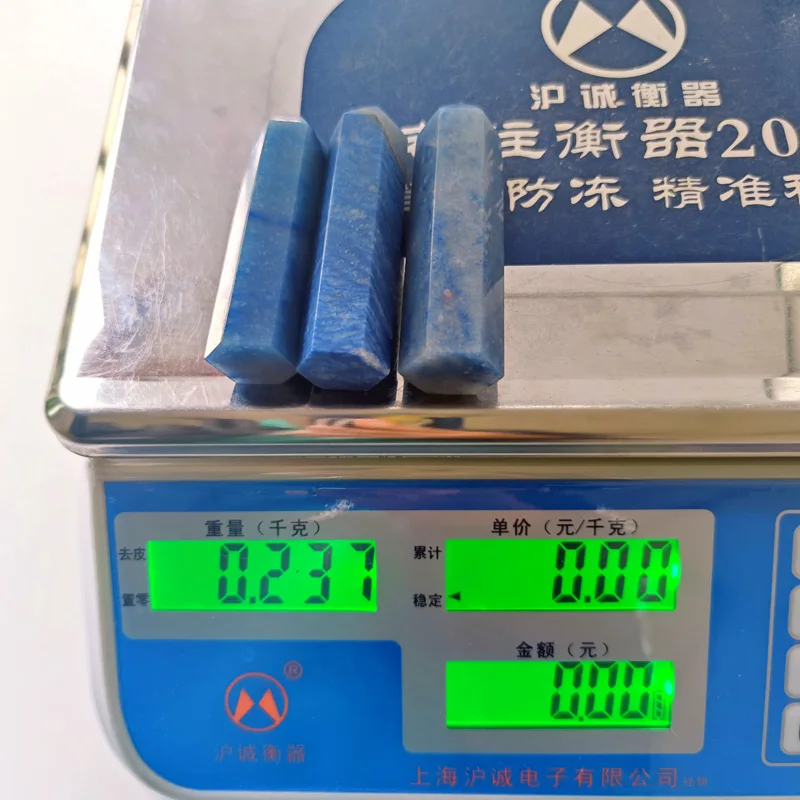 沪诚衡器
往衡器20
防冻 精准
重量（千克）
去皮
置零
0.237
单价（元/千克）
累计
稳定
0.00
金额（元）
0.00
®
沪诚衡器
上海沪诚电子有限公司